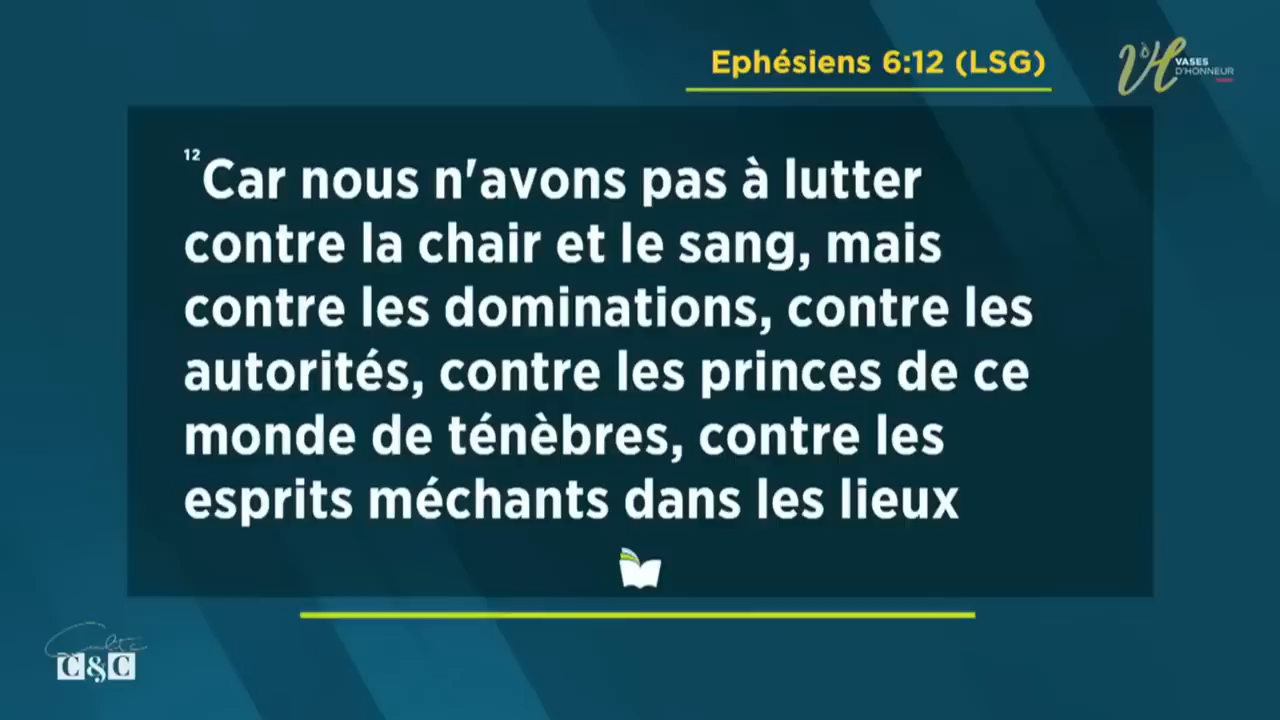 Ephésiens 6:12 (LSG)
VASES
D'HONNEUR
12 Car nous n'avons pas à lutter
contre la chair et le sang, mais
contre les dominations, contre les
autorités, contre les princes de ce
monde de ténèbres, contre les
esprits méchants dans les lieux
Culte
C&C